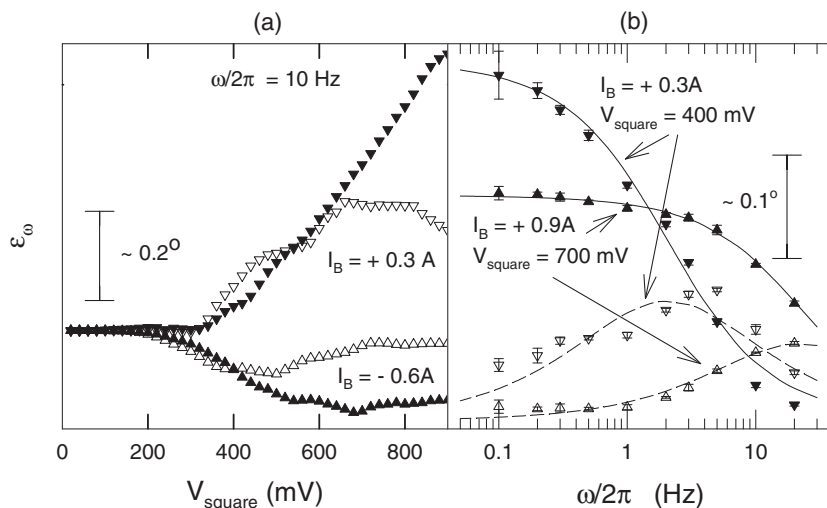 (a)
(b)
ω/2π = 10 Hz
I_B = + 0.3A
V_square = 400 mV
~ 0.1°
ε_ω
~ 0.2°
I_B = + 0.3 A
I_B = + 0.9A
V_square = 700 mV
I_B = - 0.6A
0 200 400 600 800
0.1 1 10
V_square (mV)
ω/2π (Hz)